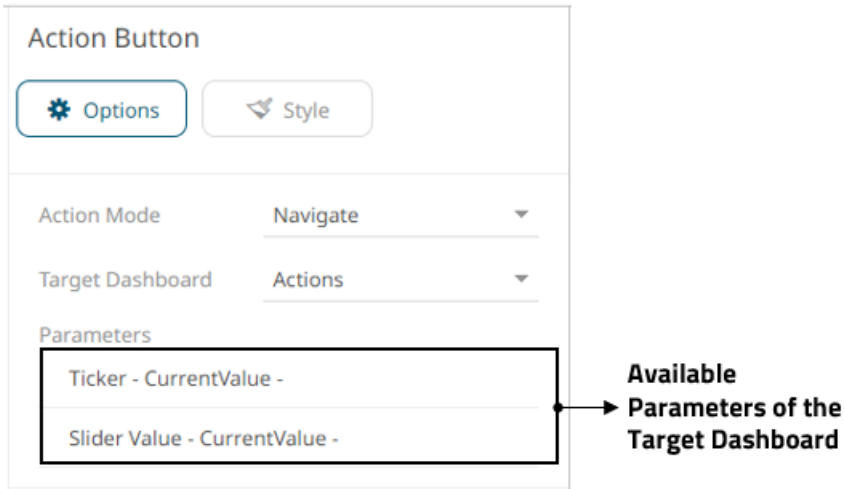 Action Button
Options
Style
Action Mode
Navigate
Target Dashboard
Actions
Parameters
Ticker - CurrentValue -
Slider Value - CurrentValue -
Available
Parameters of the
Target Dashboard